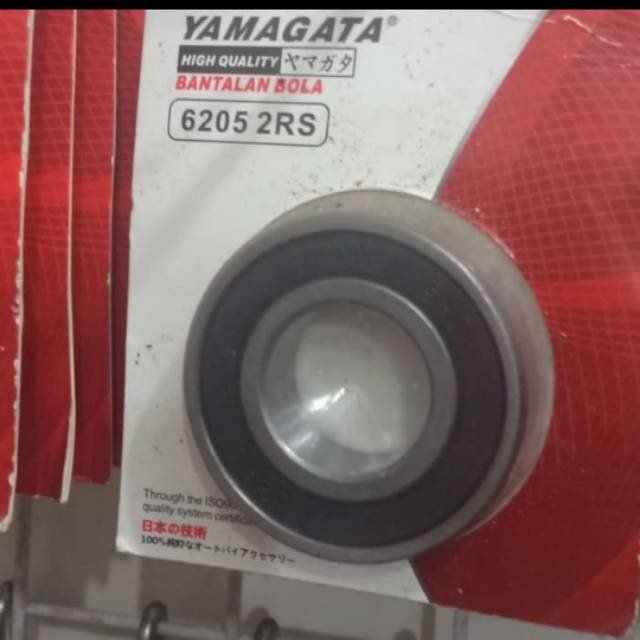 YAMAGATA®
HIGH QUALITY ヤマガタ
BANTALAN BOLA
6205 2RS
Through the ISO
quality system
日本の技術
100%純粋なオートバイアクセサリー